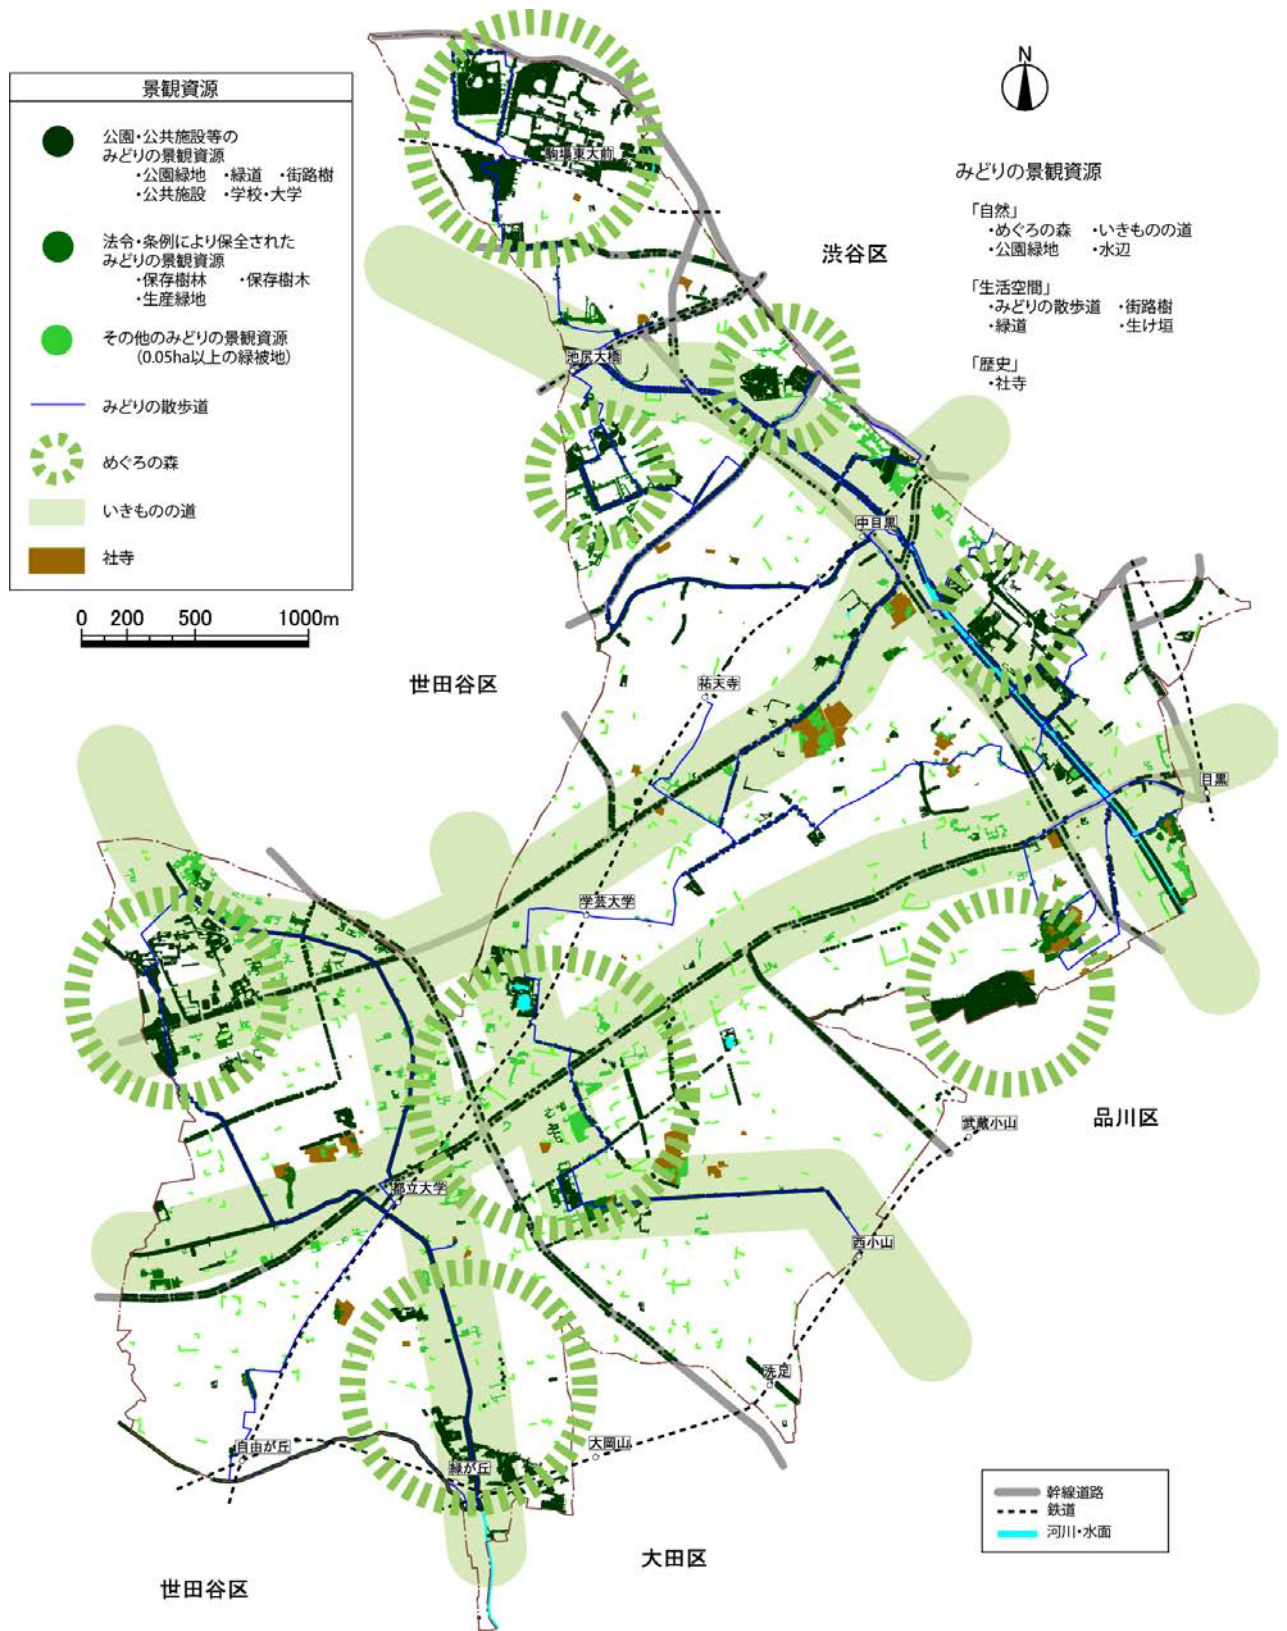 景観資源
公園・公共施設等の
みどりの景観資源
・公園緑地 ・緑道 ・街路樹
・公共施設 ・学校・大学
法令・条例により保全された
みどりの景観資源
・保存樹林 ・保存樹木
・生産緑地
その他のみどりの景観資源
(0.05ha以上の緑被地)
みどりの散歩道
めぐろの森
いきものの道
社寺
0 200 500 1000m
N
みどりの景観資源
「自然」
・めぐろの森 ・いきものの道
・公園緑地 ・水辺
「生活空間」
・みどりの散歩道 ・街路樹
・緑道 ・生け垣
「歴史」
・社寺
駒場東大前
渋谷区
池尻大橋
中目黒
世田谷区
祐天寺
目黒
学芸大学
品川区
武蔵小山
都立大学
西小山
洗足
自由が丘
大岡山
緑が丘
幹線道路
鉄道
河川・水面
大田区
世田谷区